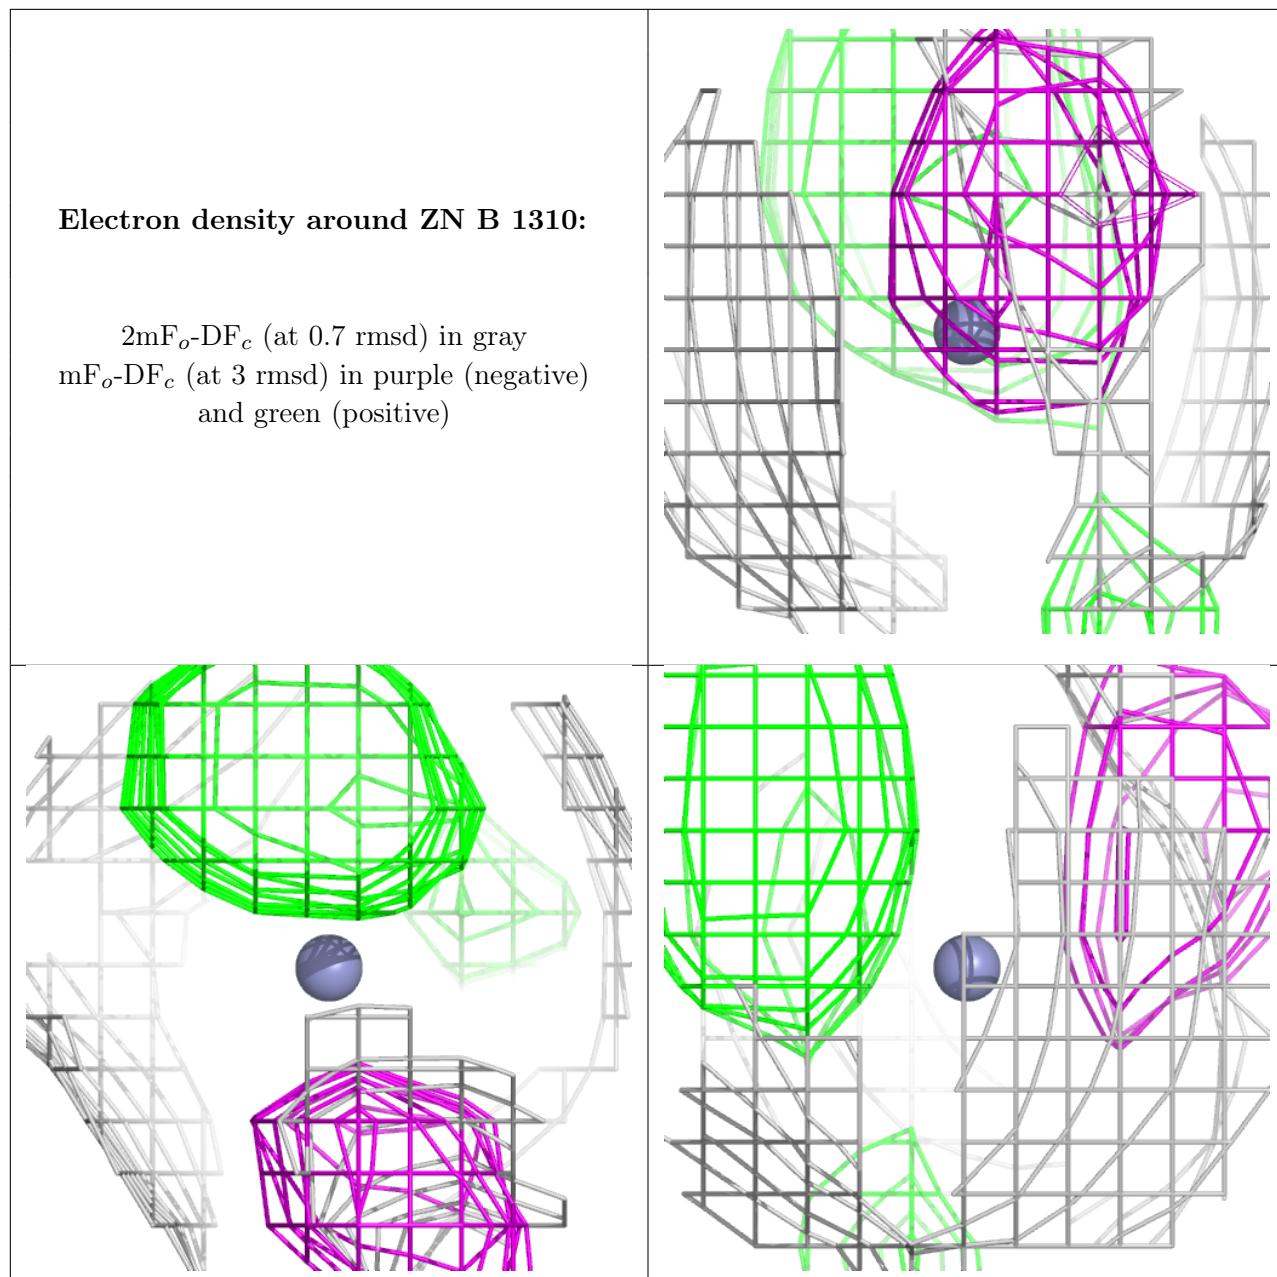 Electron density around ZN B 1310:
2mFo-DFc (at 0.7 rmsd) in gray
mFo-DFc (at 3 rmsd) in purple (negative)
and green (positive)